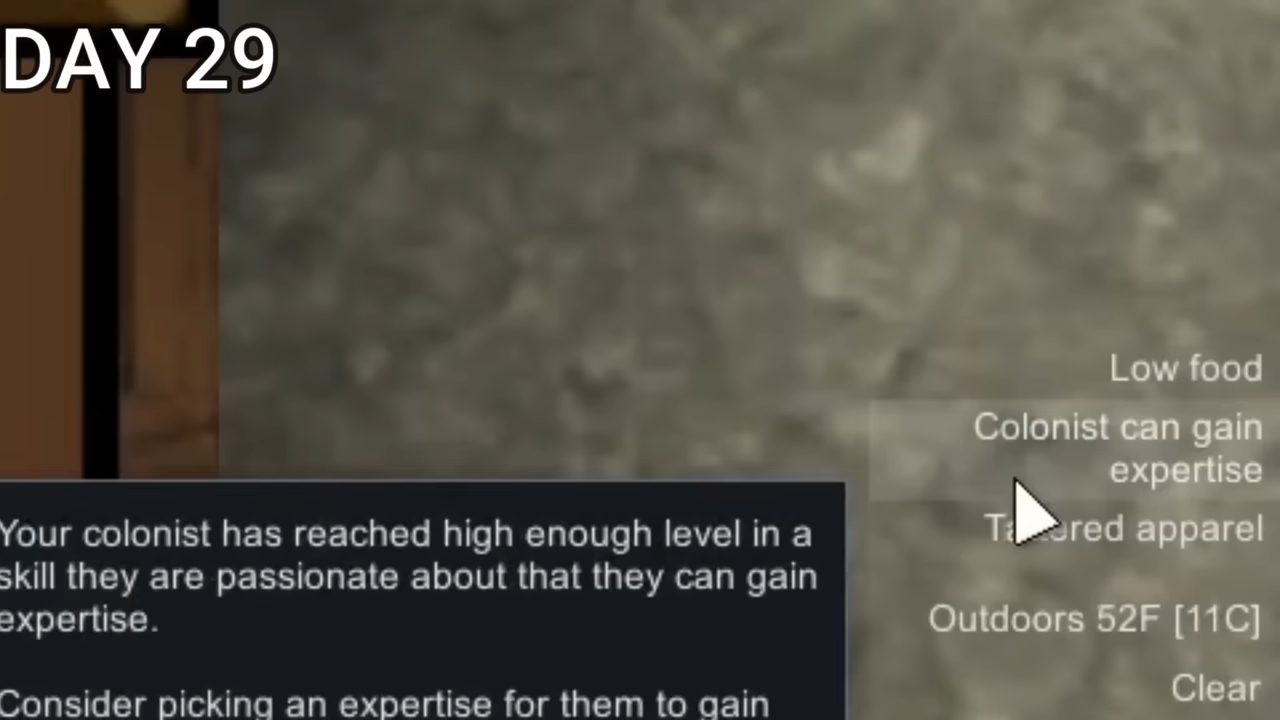 DAY 29
Low food
Colonist can gain
expertise
apparel
Outdoors 52F [11C]
Clear
Your colonist has reached high enough level in a
skill they are passionate about that they can gain
expertise.
Consider picking an expertise for them to gain